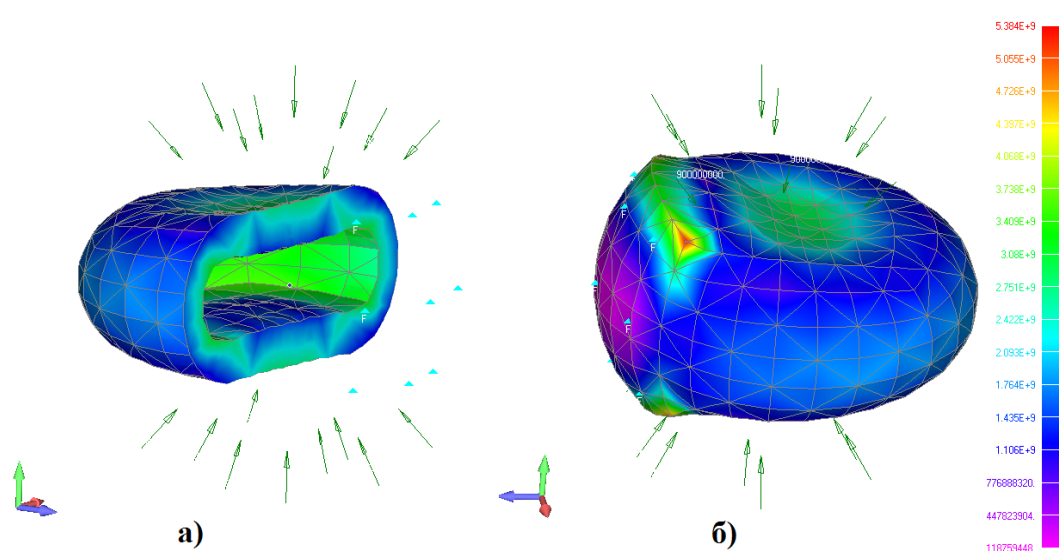 5.384E+9
5.055E+9
4.726E+9
4.397E+9
4.068E+9
3.738E+9
3.409E+9
3.08E+9
2.751E+9
2.422E+9
2.093E+9
1.764E+9
1.435E+9
1.106E+9
776888320.
447823904.
118759448.
900000000.
F
F
F
F
F
а)
б)